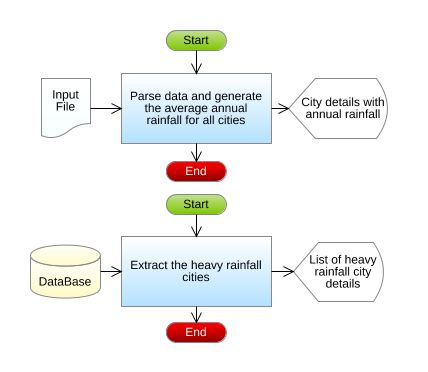 Start
Input
File
Parse data and generate
the average annual
rainfall for all cities
City details with
annual rainfall
End
Start
DataBase
Extract the heavy rainfall
cities
List of heavy
rainfall city
details
End